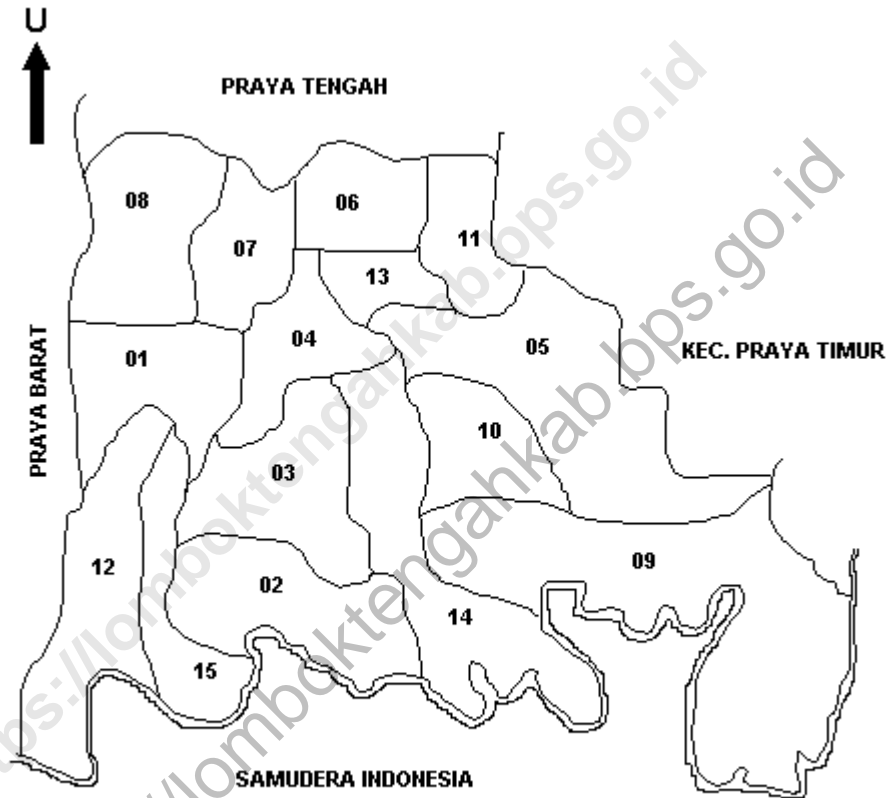 U
PRAYA TENGAH
08
06
07
11
13
04
05
01
KEC. PRAYA TIMUR
PRAYA BARAT
10
03
12
02
09
14
15
SAMUDERA INDONESIA
https://lomboktengahkab.bps.go.id
https://lomboktengahkab.bps.go.id